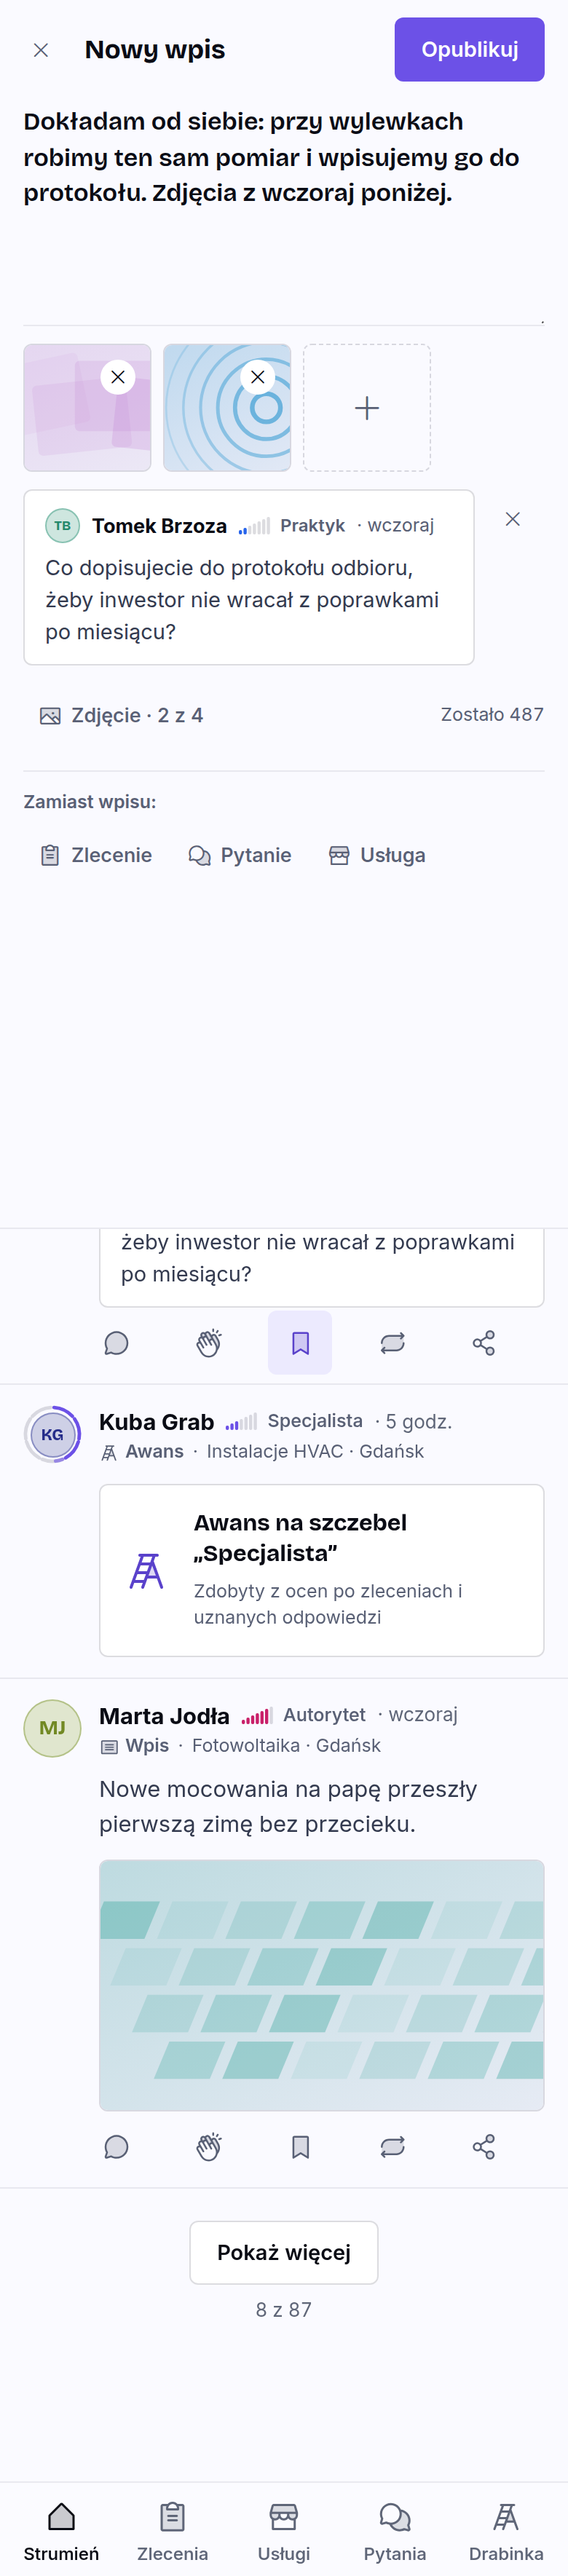 Nowy wpis
Opublikuj
Dokładam od siebie: przy wylewkach
robimy ten sam pomiar i wpisujemy go do
protokołu. Zdjęcia z wczoraj poniżej.
TB Tomek Brzoza Praktyk · wczoraj
Co dopisujecie do protokołu odbioru,
żeby inwestor nie wracał z poprawkami
po miesiącu?
Zdjęcie · 2 z 4
Zostało 487
Zamiast wpisu:
Zlecenie Pytanie Usługa
żeby inwestor nie wracał z poprawkami
po miesiącu?
KG Kuba Grab Specjalista · 5 godz.
Awans · Instalacje HVAC · Gdańsk
Awans na szczebel
„Specjalista”
Zdobyty z ocen po zleceniach i
uznanych odpowiedzi
MJ Marta Jodła Autorytet · wczoraj
Wpis · Fotowoltaika · Gdańsk
Nowe mocowania na papę przeszły
pierwszą zimę bez przecieku.
Pokaż więcej
8 z 87
Strumień Zlecenia Usługi Pytania Drabinka